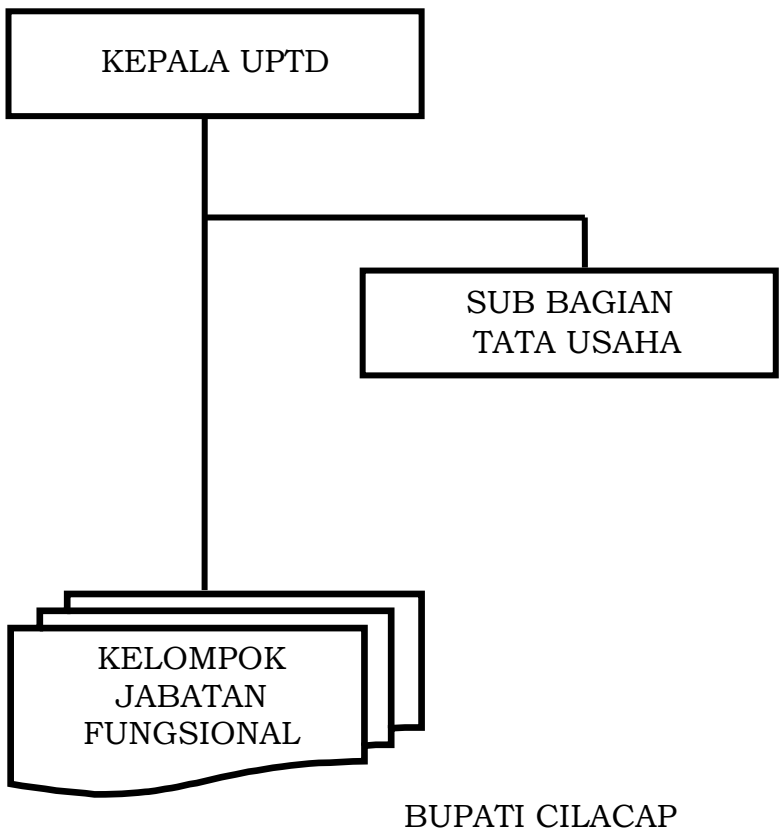 KEPALA UPTD
SUB BAGIAN
TATA USAHA
KELOMPOK
JABATAN
FUNGSIONAL
BUPATI CILACAP